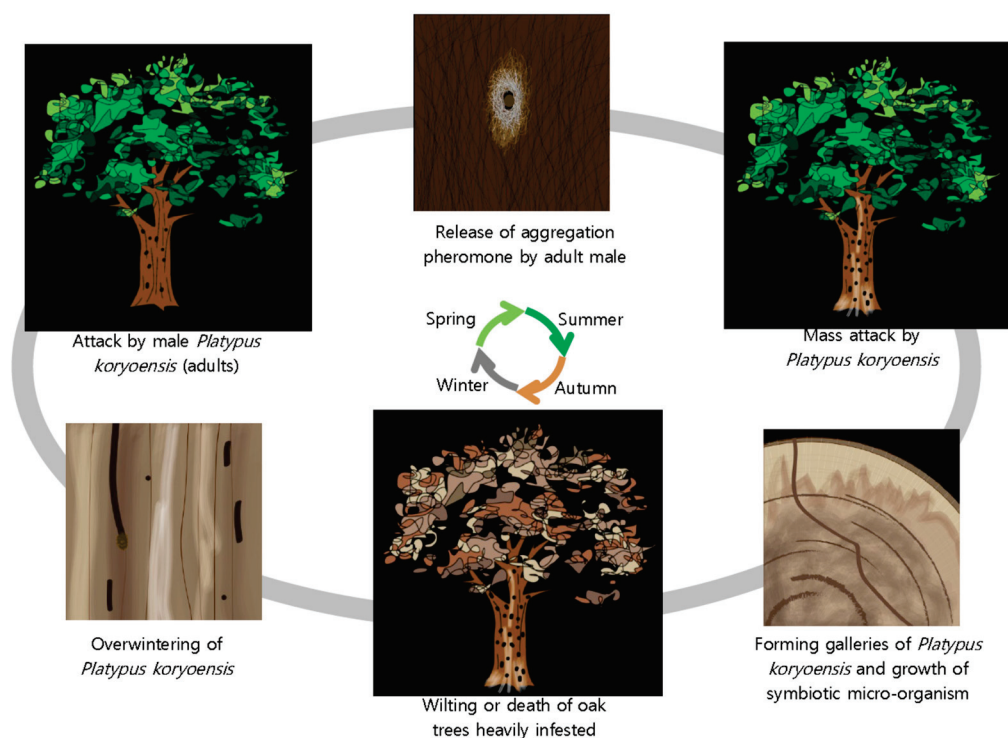 Release of aggregation
pheromone by adult male
Attack by male Platypus
koryoensis (adults)
Mass attack by
Platypus koryoensis
Spring
Summer
Winter
Autumn
Overwintering of
Platypus koryoensis
Forming galleries of Platypus
koryoensis and growth of
symbiotic micro-organism
Wilting or death of oak
trees heavily infested